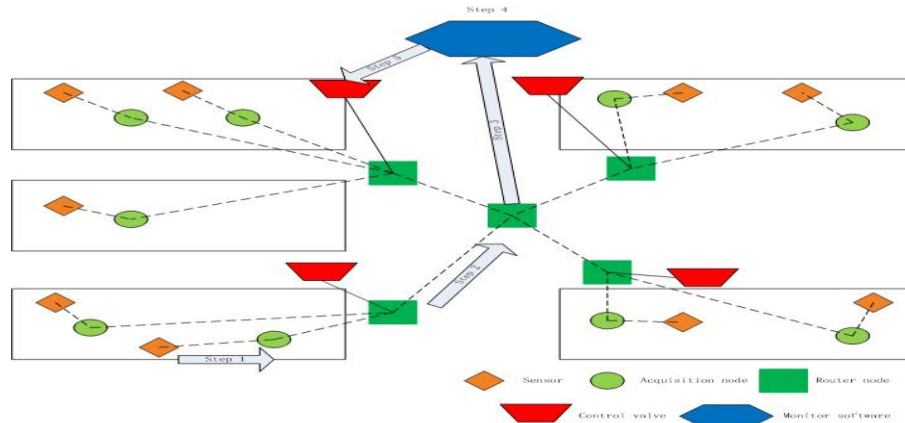 Step 4
Step 5
Step 3
Step 2
Step 1
Sensor
Acquisition node
Router node
Control valve
Monitor software